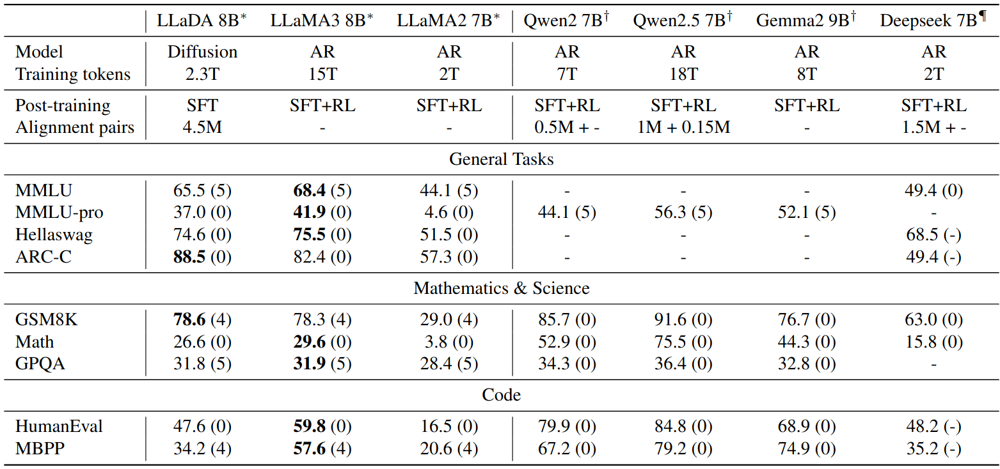 LLaDA 8B* LLaMA3 8B* LLaMA2 7B* Qwen2 7B† Qwen2.5 7B† Gemma2 9B† Deepseek 7B¶
Model Diffusion AR AR AR AR AR AR
Training tokens 2.3T 15T 2T 7T 18T 8T 2T
Post-training SFT SFT+RL SFT+RL SFT+RL SFT+RL SFT+RL SFT+RL
Alignment pairs 4.5M - - 0.5M + - 1M + 0.15M - 1.5M + -
General Tasks
MMLU 65.5 (5) 68.4 (5) 44.1 (5) - - - 49.4 (0)
MMLU-pro 37.0 (0) 41.9 (0) 4.6 (0) 44.1 (5) 56.3 (5) 52.1 (5) -
Hellaswag 74.6 (0) 75.5 (0) 51.5 (0) - - - 68.5 (-)
ARC-C 88.5 (0) 82.4 (0) 57.3 (0) - - - 49.4 (-)
Mathematics & Science
GSM8K 78.6 (4) 78.3 (4) 29.0 (4) 85.7 (0) 91.6 (0) 76.7 (0) 63.0 (0)
Math 26.6 (0) 29.6 (0) 3.8 (0) 52.9 (0) 75.5 (0) 44.3 (0) 15.8 (0)
GPQA 31.8 (5) 31.9 (5) 28.4 (5) 34.3 (0) 36.4 (0) 32.8 (0) -
Code
HumanEval 47.6 (0) 59.8 (0) 16.5 (0) 79.9 (0) 84.8 (0) 68.9 (0) 48.2 (-)
MBPP 34.2 (4) 57.6 (4) 20.6 (4) 67.2 (0) 79.2 (0) 74.9 (0) 35.2 (-)